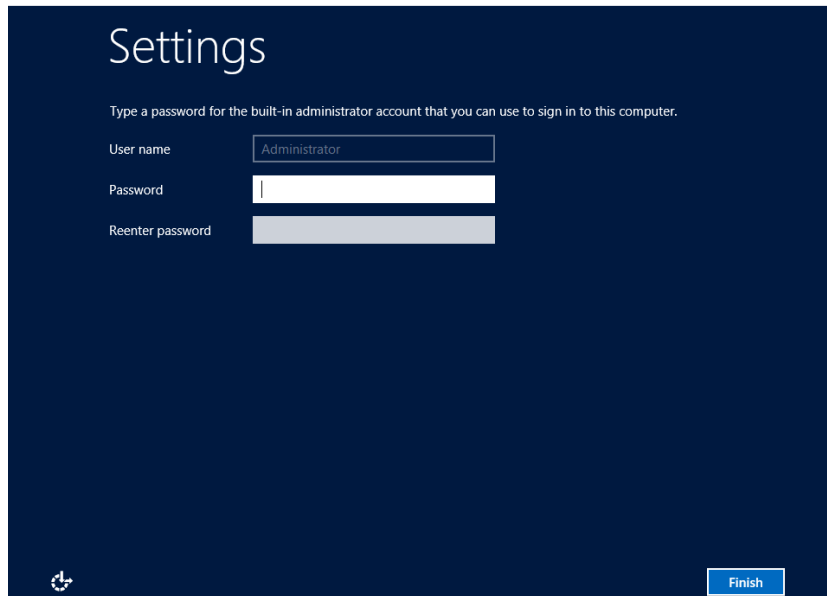 Settings
Type a password for the built-in administrator account that you can use to sign in to this computer.
User name
Administrator
Password
Reenter password
Finish